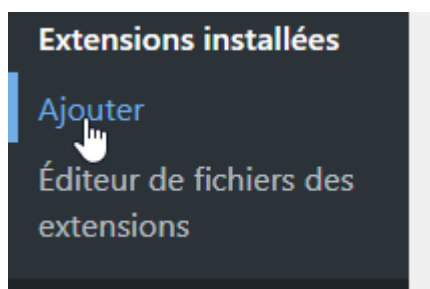 Extensions installées
Ajouter
Éditeur de fichiers des
extensions